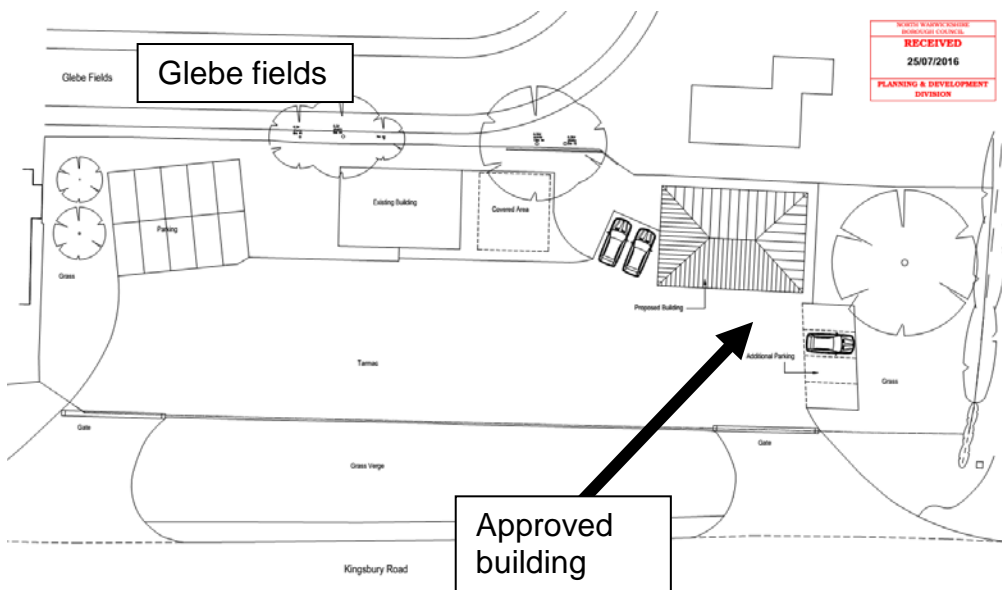 NORTH WARWICKSHIRE
BOROUGH COUNCIL
RECEIVED
25/07/2016
PLANNING & DEVELOPMENT
DIVISION
Glebe fields
Glebe Fields
Existing Building
Covered Area
Parking
Grass
Proposed Building
Additional Parking
Grass
Tarmac
Gate
Gate
Grass Verge
Approved
building
Kingsbury Road